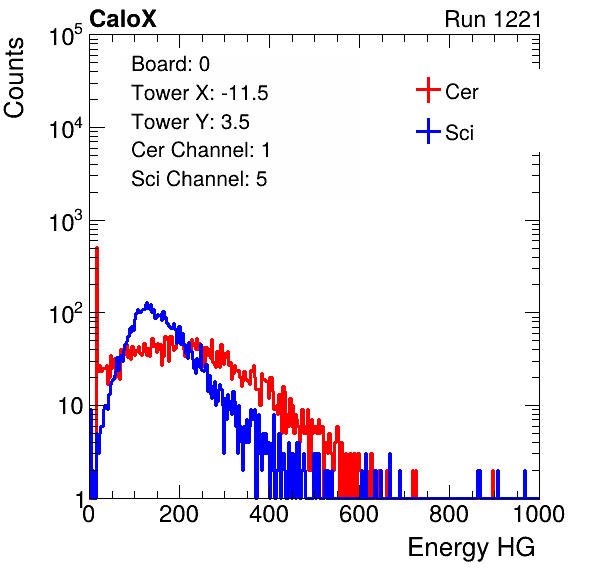 CaloX Run 1221
Counts
Board: 0
Tower X: -11.5
Tower Y: 3.5
Cer Channel: 1
Sci Channel: 5
Cer
Sci
10^5
10^4
10^3
10^2
10
1
0 200 400 600 800 1000
Energy HG